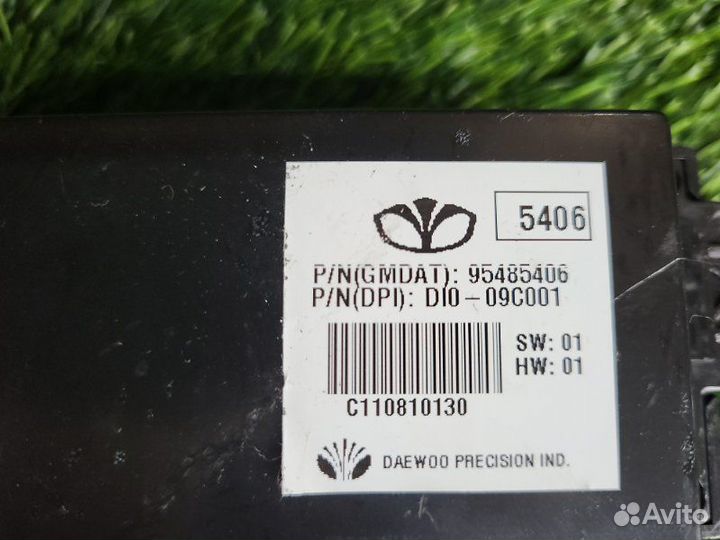 5406
P/N(GMDAT): 95485406
P/N(DPI): DI0-09C001
SW: 01
HW: 01
C110810130
DAEWOO PRECISION IND.
Avito